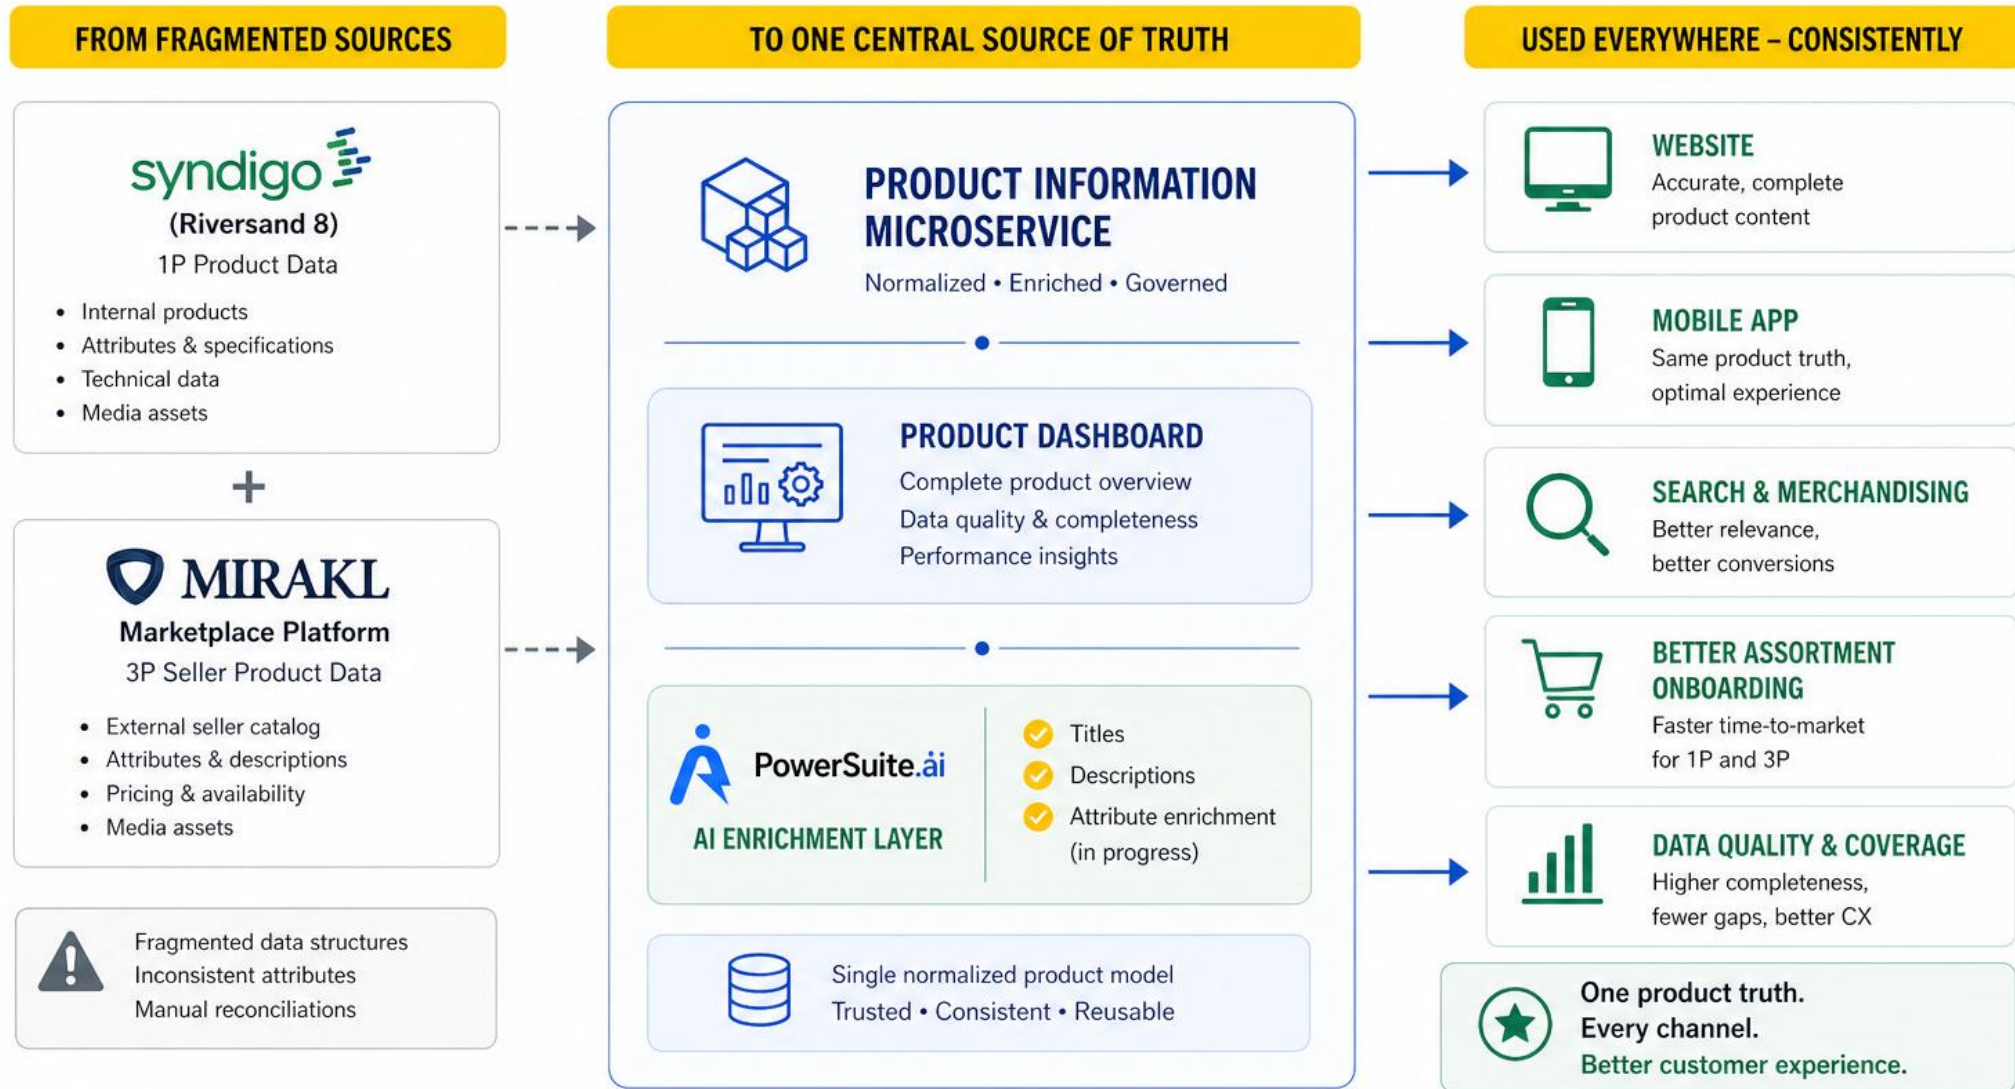 FROM FRAGMENTED SOURCES
syndigo
(Riversand 8)
1P Product Data
• Internal products
• Attributes & specifications
• Technical data
• Media assets
+
MIRAKL
Marketplace Platform
3P Seller Product Data
• External seller catalog
• Attributes & descriptions
• Pricing & availability
• Media assets
Fragmented data structures
Inconsistent attributes
Manual reconciliations
TO ONE CENTRAL SOURCE OF TRUTH
PRODUCT INFORMATION
MICROSERVICE
Normalized • Enriched • Governed
PRODUCT DASHBOARD
Complete product overview
Data quality & completeness
Performance insights
PowerSuite.ai
AI ENRICHMENT LAYER
Titles
Descriptions
Attribute enrichment
(in progress)
Single normalized product model
Trusted • Consistent • Reusable
USED EVERYWHERE – CONSISTENTLY
WEBSITE
Accurate, complete
product content
MOBILE APP
Same product truth,
optimal experience
SEARCH & MERCHANDISING
Better relevance,
better conversions
BETTER ASSORTMENT
ONBOARDING
Faster time-to-market
for 1P and 3P
DATA QUALITY & COVERAGE
Higher completeness,
fewer gaps, better CX
One product truth.
Every channel.
Better customer experience.